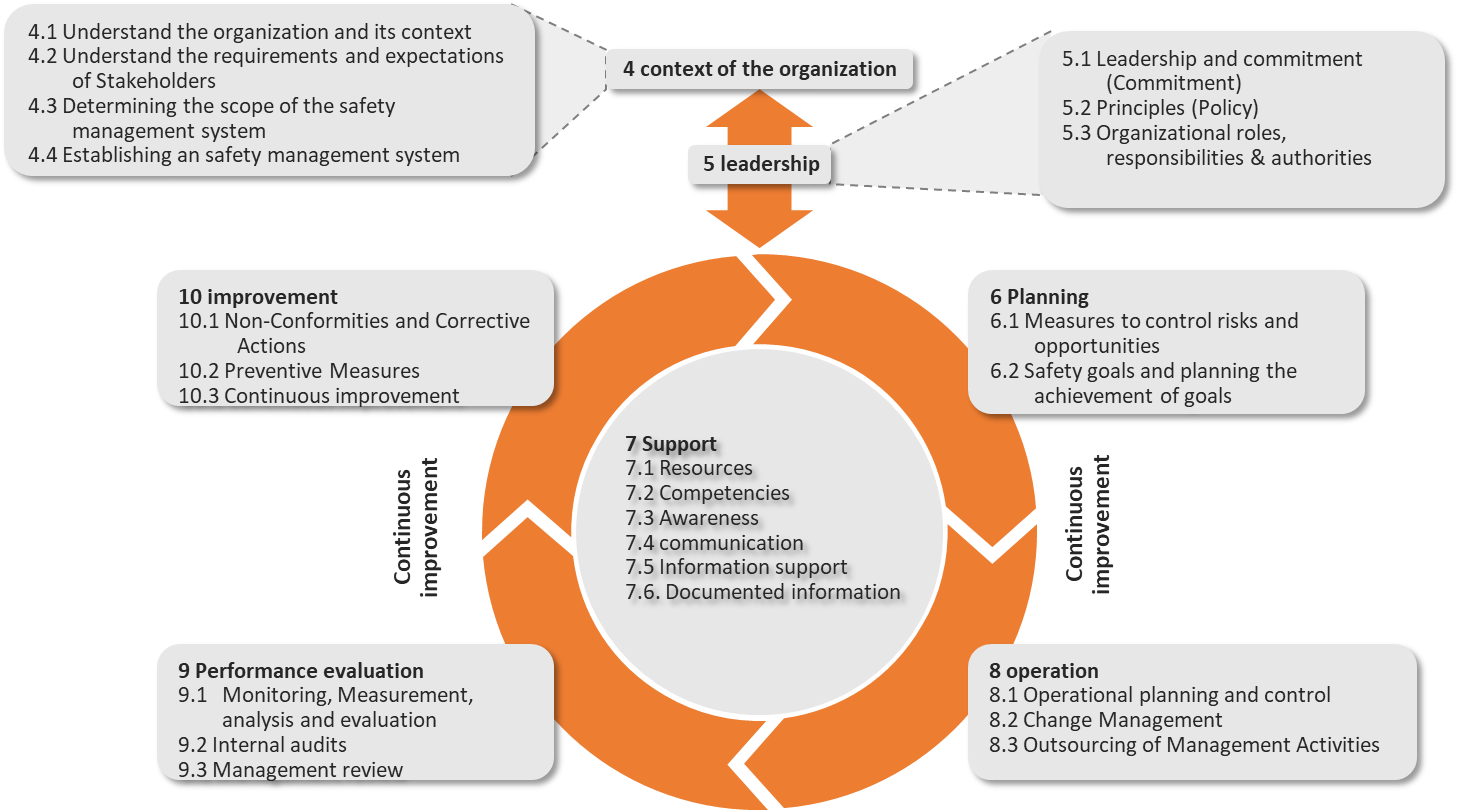 4.1 Understand the organization and its context
4.2 Understand the requirements and expectations
of Stakeholders
4.3 Determining the scope of the safety
management system
4.4 Establishing an safety management system
4 context of the organization
5 leadership
5.1 Leadership and commitment
(Commitment)
5.2 Principles (Policy)
5.3 Organizational roles,
responsibilities & authorities
10 improvement
10.1 Non-Conformities and Corrective
Actions
10.2 Preventive Measures
10.3 Continuous improvement
6 Planning
6.1 Measures to control risks and
opportunities
6.2 Safety goals and planning the
achievement of goals
Continuous
improvement
7 Support
7.1 Resources
7.2 Competencies
7.3 Awareness
7.4 communication
7.5 Information support
7.6. Documented information
Continuous
improvement
9 Performance evaluation
9.1 Monitoring, Measurement,
analysis and evaluation
9.2 Internal audits
9.3 Management review
8 operation
8.1 Operational planning and control
8.2 Change Management
8.3 Outsourcing of Management Activities